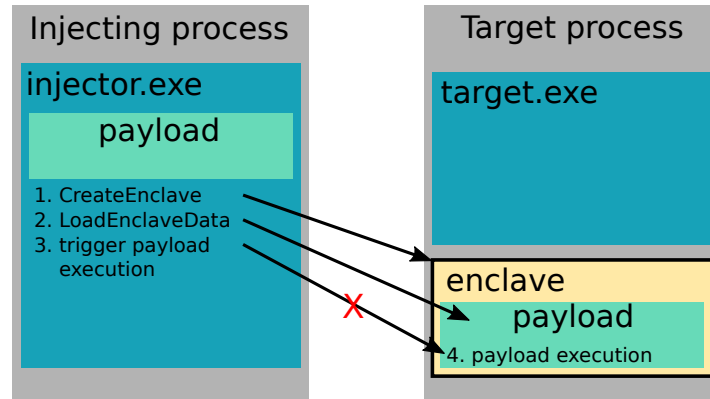 Injecting process
injector.exe
payload
1. CreateEnclave
2. LoadEnclaveData
3. trigger payload
execution
X
Target process
target.exe
enclave
payload
4. payload execution